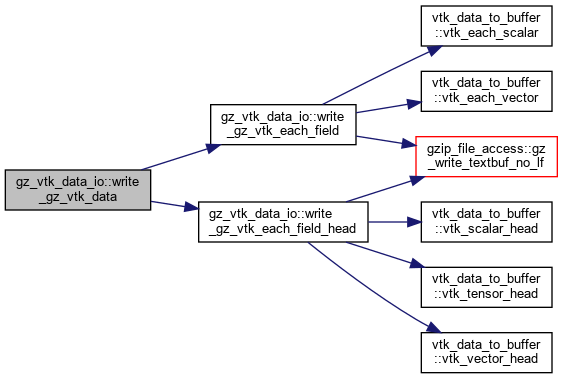 gz_vtk_data_io::write
_gz_vtk_data
gz_vtk_data_io::write
_gz_vtk_each_field
gz_vtk_data_io::write
_gz_vtk_each_field_head
vtk_data_to_buffer
::vtk_each_scalar
vtk_data_to_buffer
::vtk_each_vector
gzip_file_access::gz
_write_textbuf_no_lf
vtk_data_to_buffer
::vtk_scalar_head
vtk_data_to_buffer
::vtk_tensor_head
vtk_data_to_buffer
::vtk_vector_head